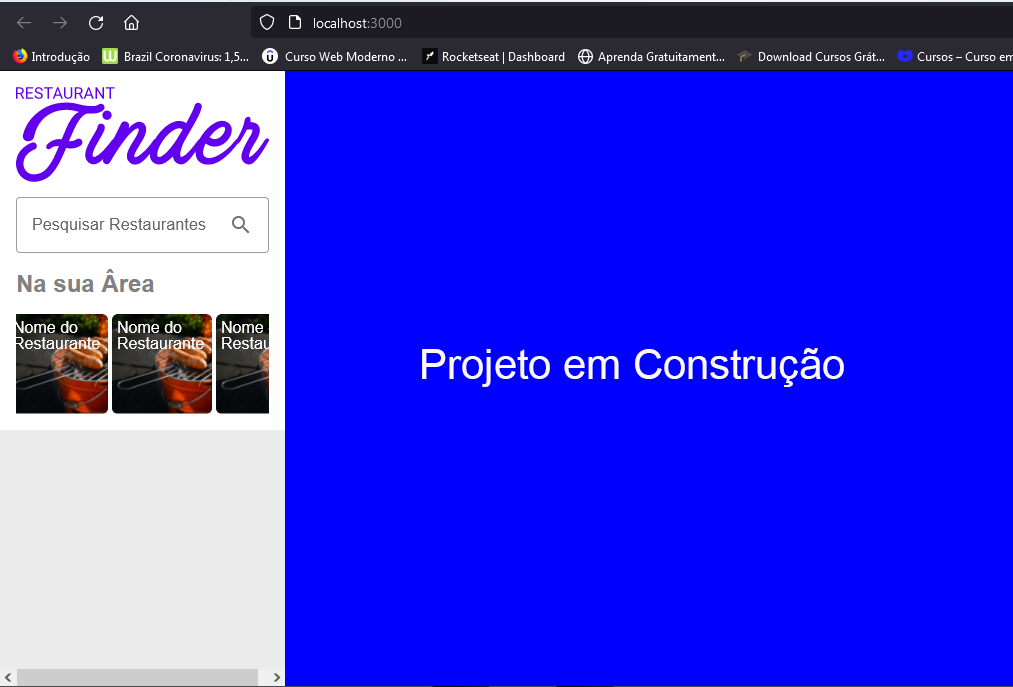 localhost:3000
Introdução
Brazil Coronavirus: 1,5...
Curso Web Moderno ...
Rocketseat | Dashboard
Aprenda Gratuitament...
Download Cursos Grát...
Cursos – Curso em
RESTAURANT
Finder
Pesquisar Restaurantes
Na sua Ârea
Nome do
Restaurante
Nome do
Restaurante
Nome
Restau
Projeto em Construção